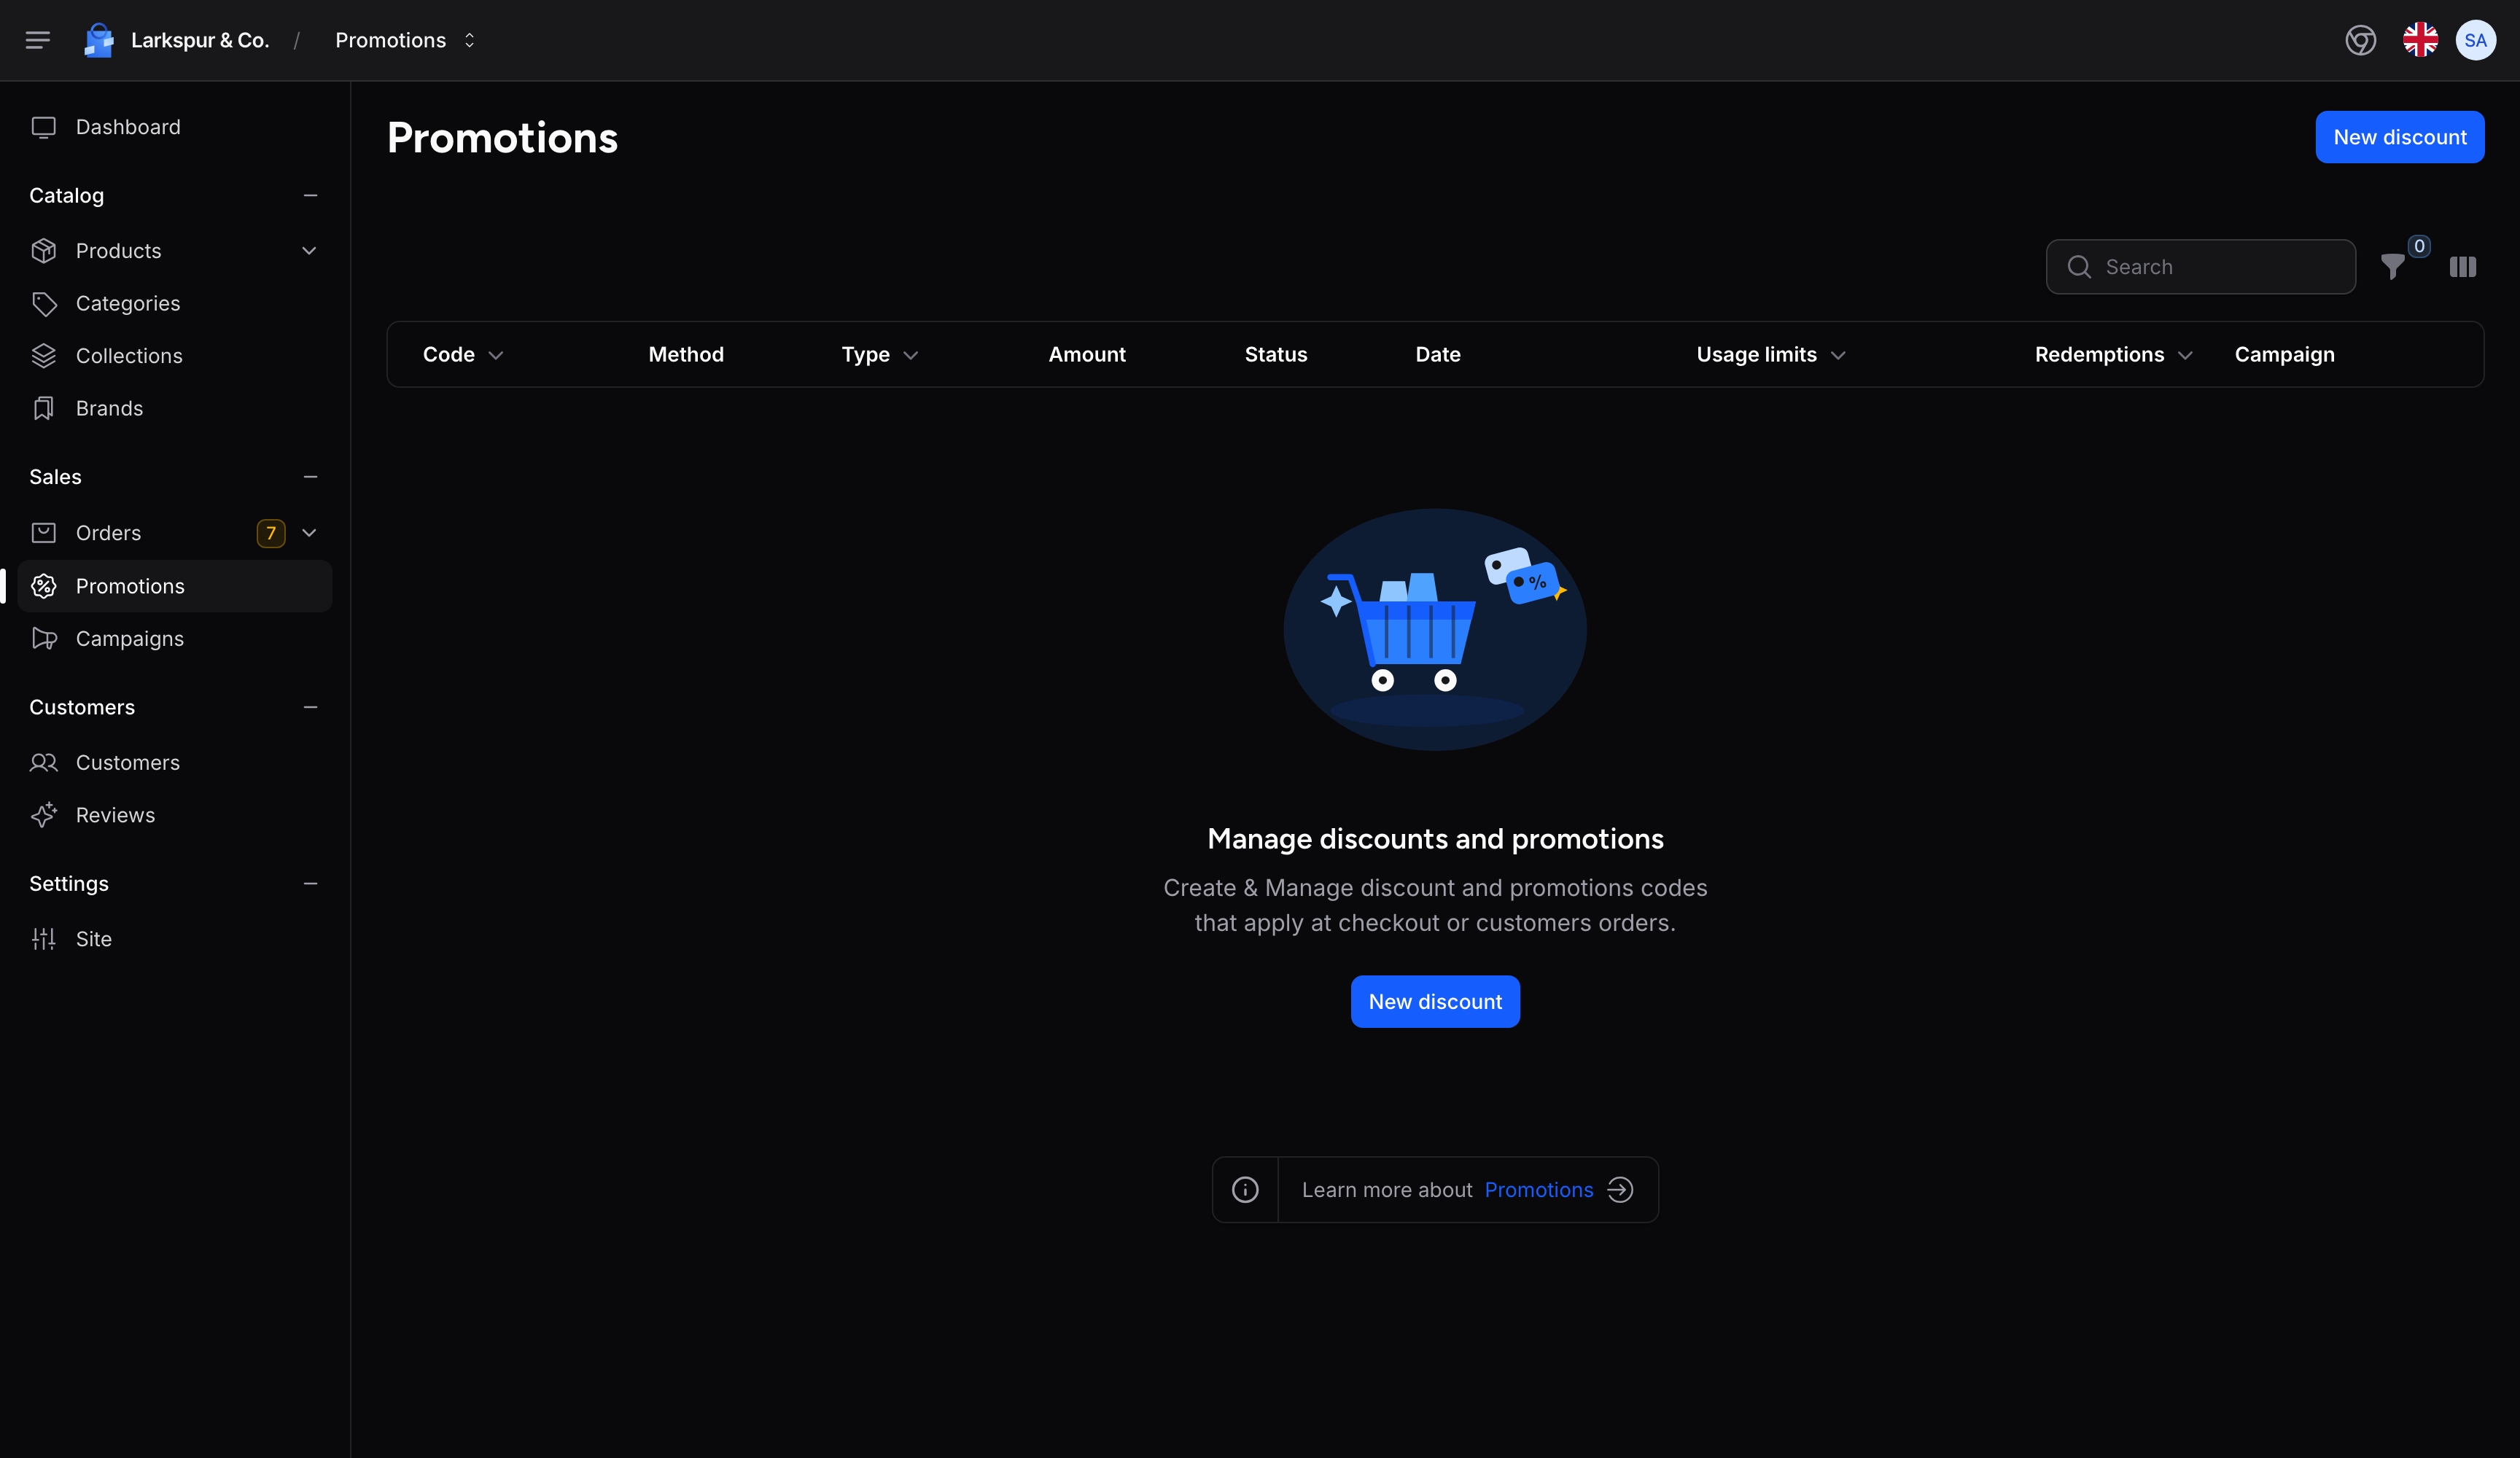 Larkspur & Co. / Promotions
SA
Dashboard
Catalog
Products
Categories
Collections
Brands
Sales
Orders 7
Promotions
Campaigns
Customers
Customers
Reviews
Settings
Site
Promotions
New discount
Search
0
Code Method Type Amount Status Date Usage limits Redemptions Campaign
%
Manage discounts and promotions
Create & Manage discount and promotions codes
that apply at checkout or customers orders.
New discount
Learn more about Promotions